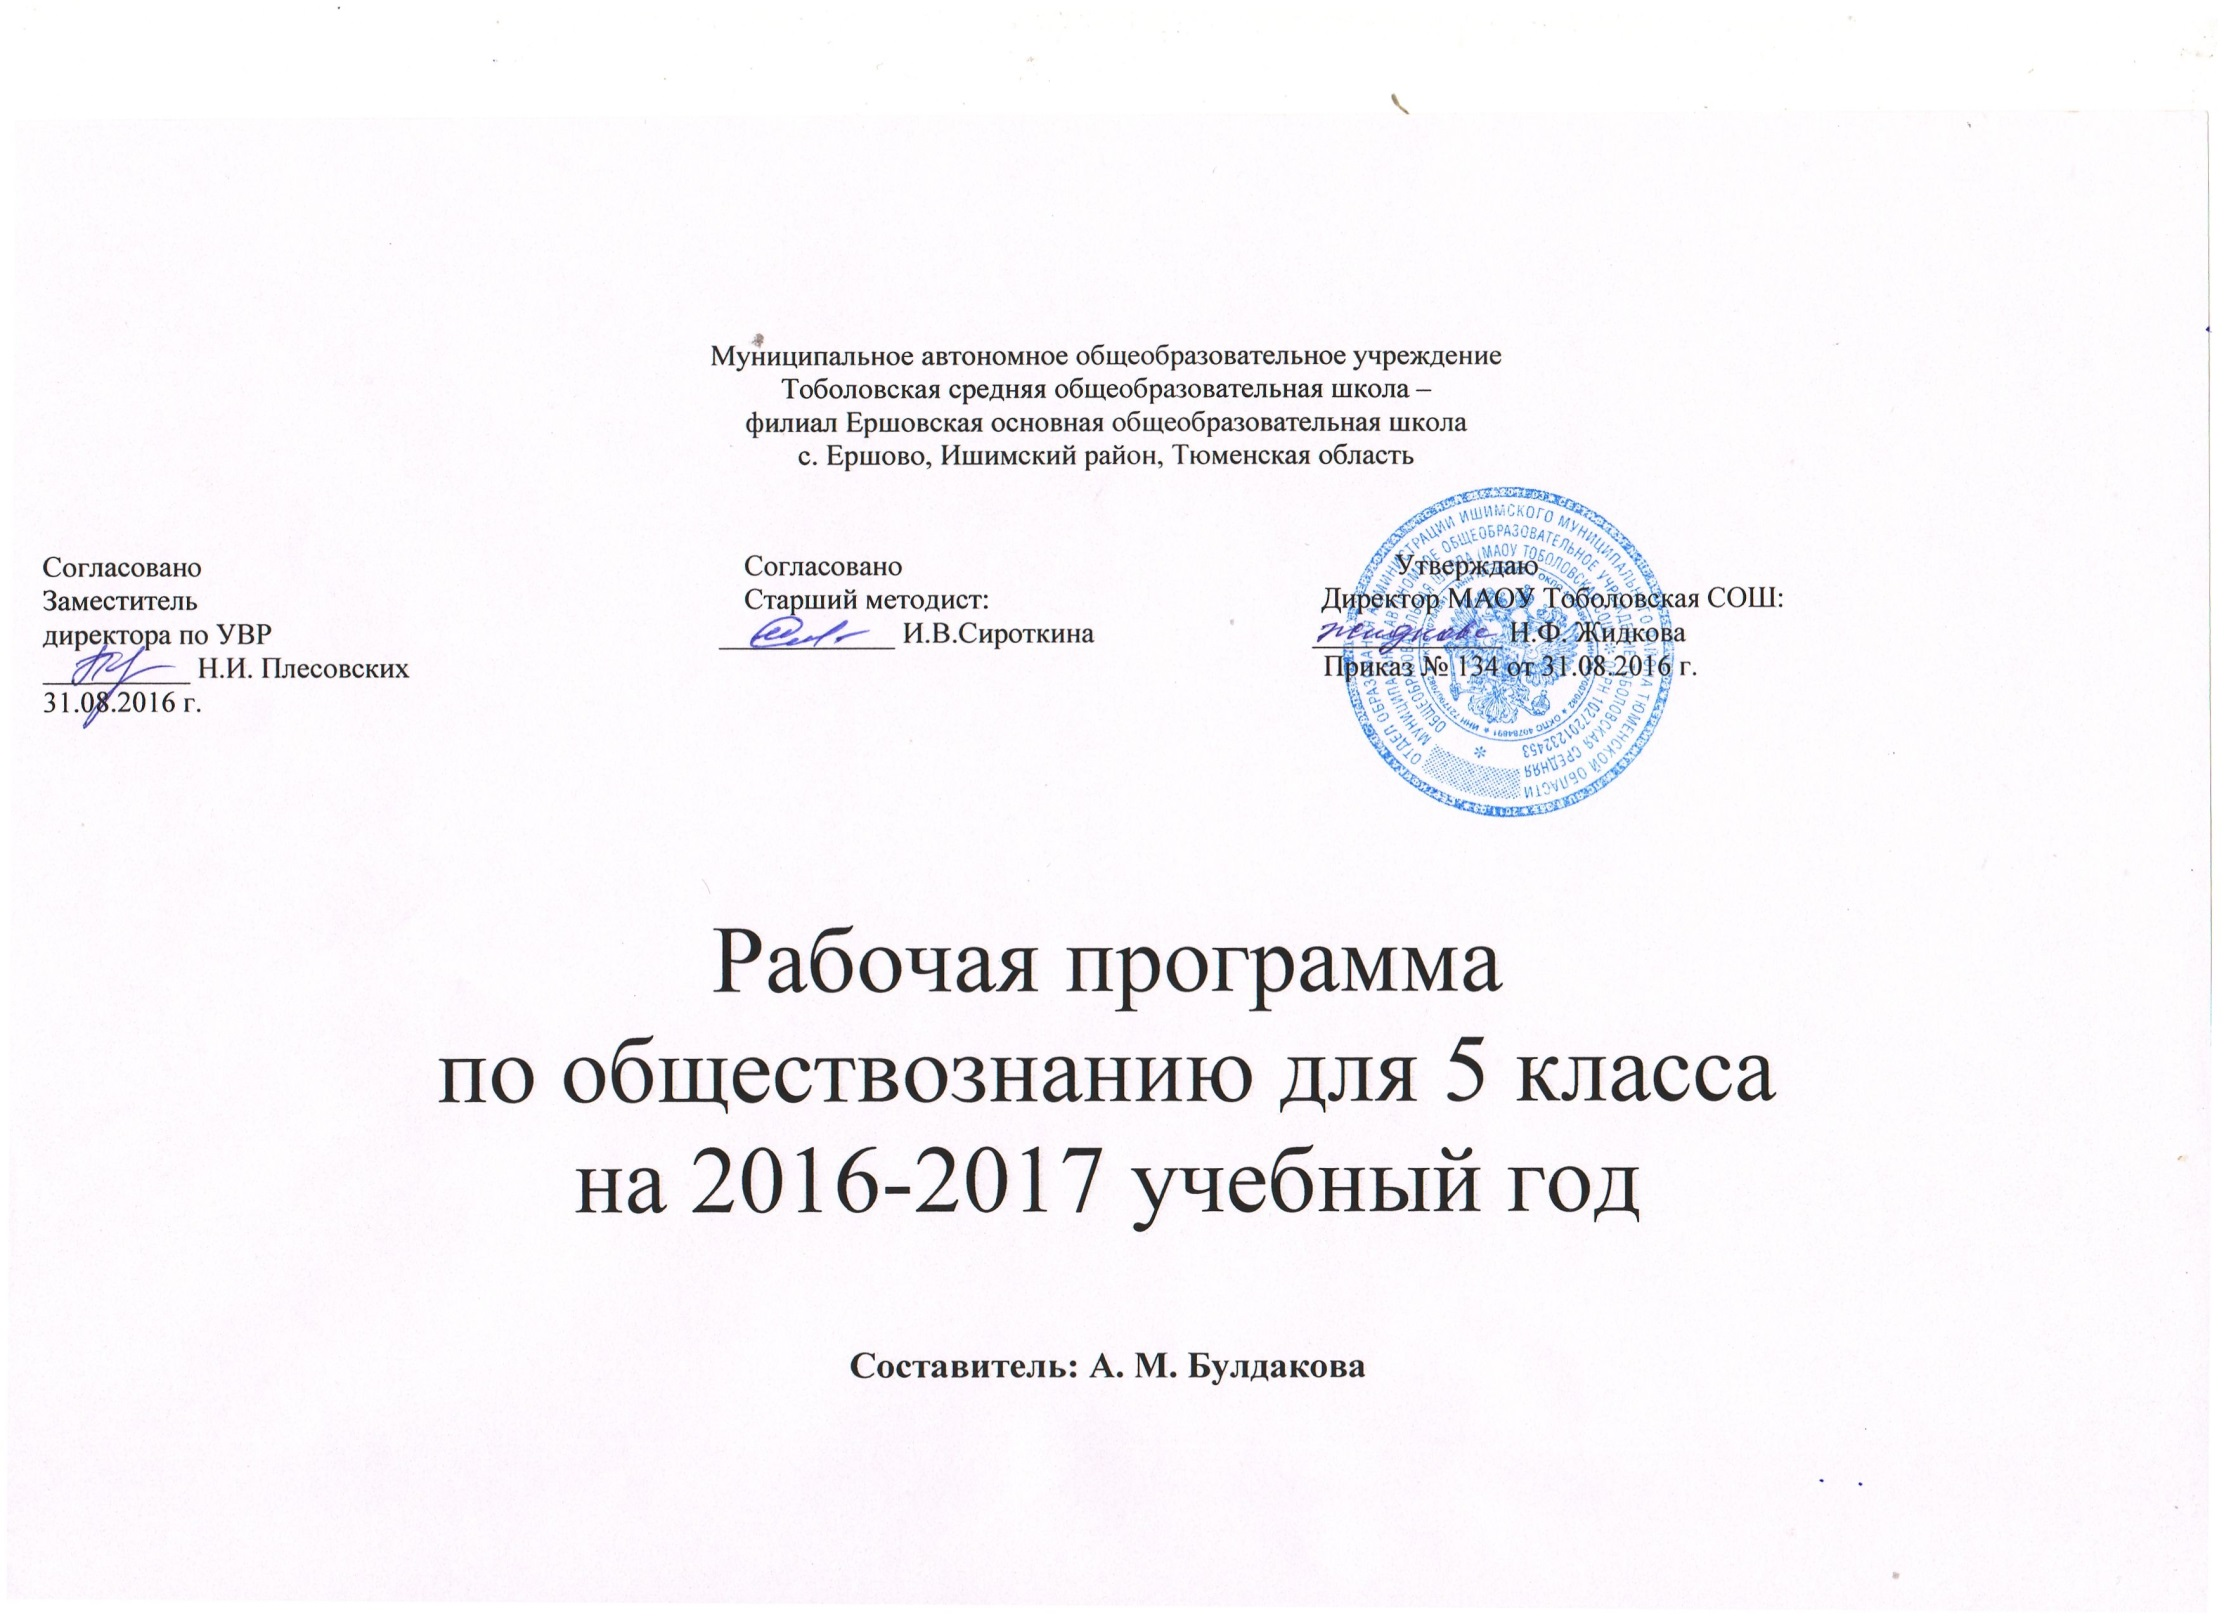 Муниципальное автономное общеобразовательное учреждение
Тоболовская средняя общеобразовательная школа –
филиал Ершовская основная общеобразовательная школа
с. Ершово, Ишимский район, Тюменская область
Согласовано
Заместитель
директора по УВР
___________ Н.И. Плесовских
31.08.2016 г.
Согласовано
Старший методист:
_____________ И.В.Сироткина
Утверждаю
Директор МАОУ Тоболовская СОШ:
______________ Н.Ф. Жидкова
Приказ № 134 от 31.08.2016 г.
Рабочая программа
по обществознанию для 5 класса
на 2016-2017 учебный год
Составитель: А. М. Булдакова